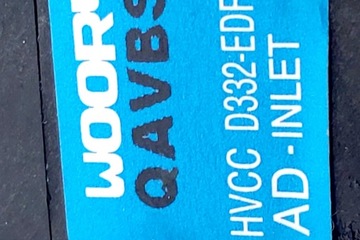 WOOR
QAVBS
HVCC D332-EDF
AD - INLET